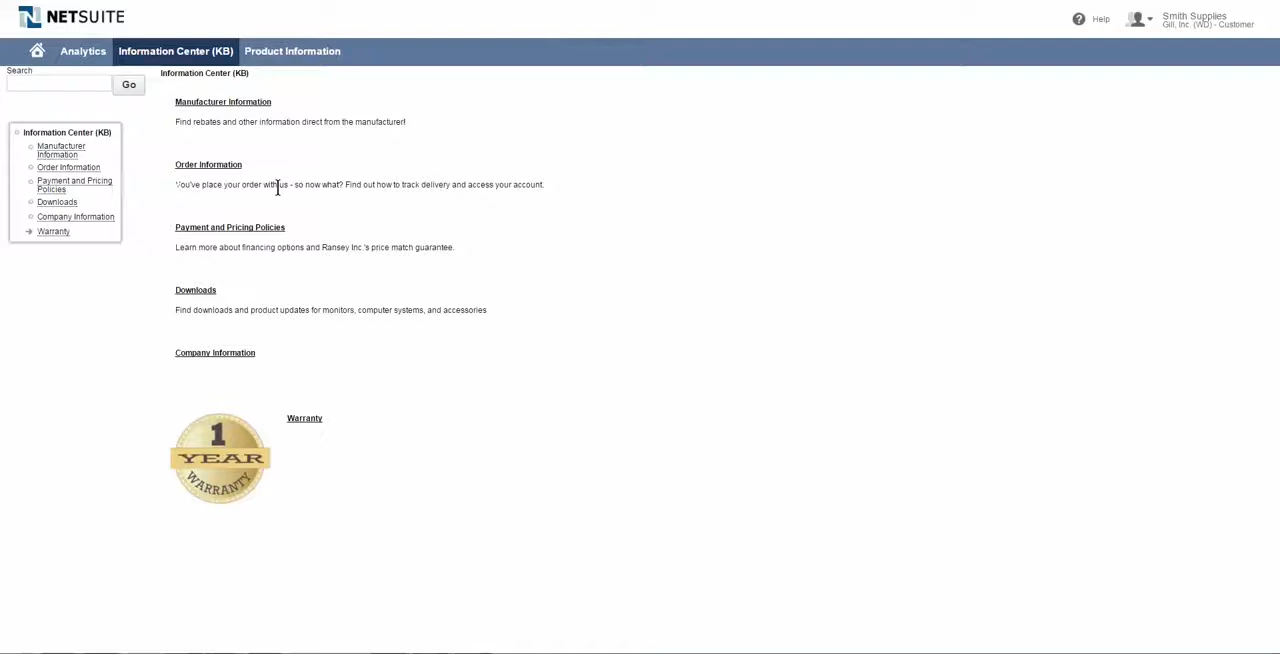 NETSUITE
Help
Smith Supplies
Gill, Inc. (WD) - Customer
Analytics
Information Center (KB)
Product Information
Search
Go
Information Center (KB)
Manufacturer
Information
Order Information
Payment and Pricing
Policies
Downloads
Company Information
Warranty
Information Center (KB)
Manufacturer Information
Find rebates and other information direct from the manufacturer!
Order Information
You've place your order with us - so now what? Find out how to track delivery and access your account.
Payment and Pricing Policies
Learn more about financing options and Ransey Inc.'s price match guarantee.
Downloads
Find downloads and product updates for monitors, computer systems, and accessories
Company Information
Warranty
1
YEAR
WARRANTY